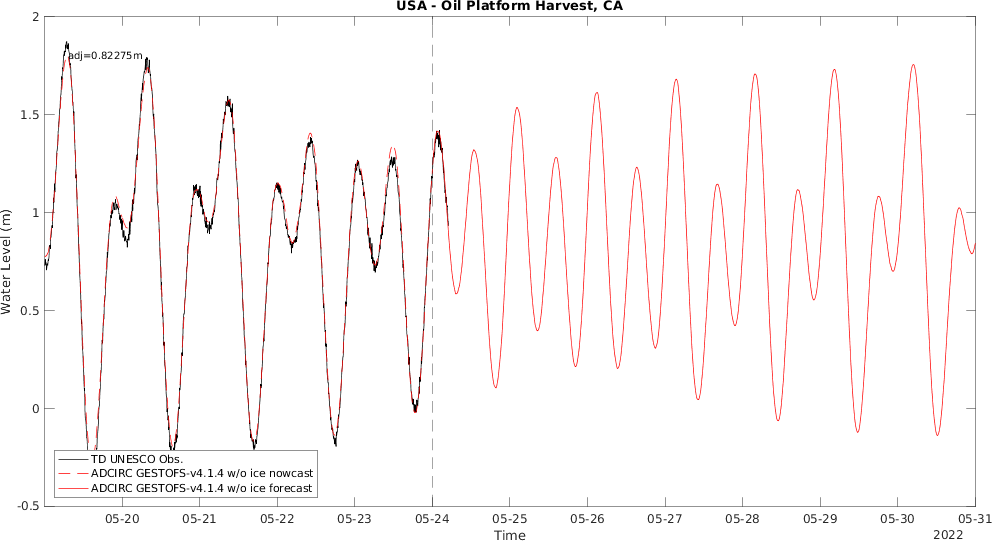 USA - Oil Platform Harvest, CA
adj=0.82275m
Water Level (m)
2
1.5
1
0.5
0
-0.5
TD UNESCO Obs.
ADCIRC GESTOFS-v4.1.4 w/o ice nowcast
ADCIRC GESTOFS-v4.1.4 w/o ice forecast
05-20 05-21 05-22 05-23 05-24 05-25 05-26 05-27 05-28 05-29 05-30 05-31
Time
2022